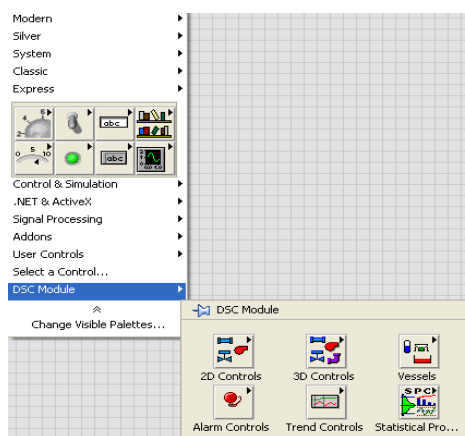 Modern
Silver
System
Classic
Express
abc
abc
Control & Simulation
.NET & ActiveX
Signal Processing
Addons
User Controls
Select a Control...
DSC Module
Change Visible Palettes...
DSC Module
2D Controls 3D Controls Vessels
SPC
Alarm Controls Trend Controls Statistical Pro...